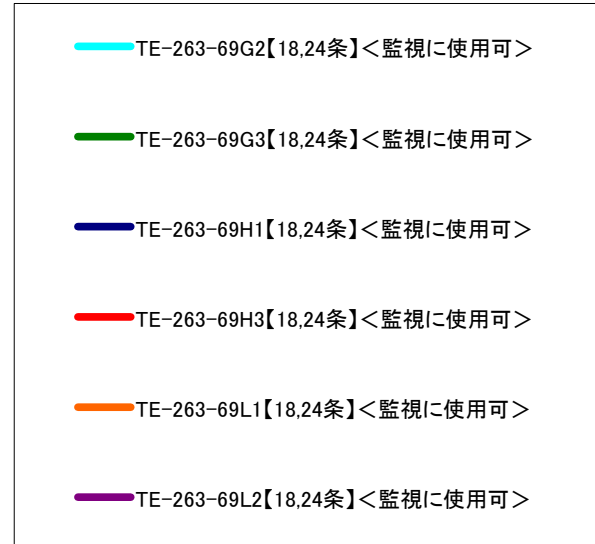 TE-263-69G2【18,24条】＜監視に使用可＞
TE-263-69G3【18,24条】＜監視に使用可＞
TE-263-69H1【18,24条】＜監視に使用可＞
TE-263-69H3【18,24条】＜監視に使用可＞
TE-263-69L1【18,24条】＜監視に使用可＞
TE-263-69L2【18,24条】＜監視に使用可＞